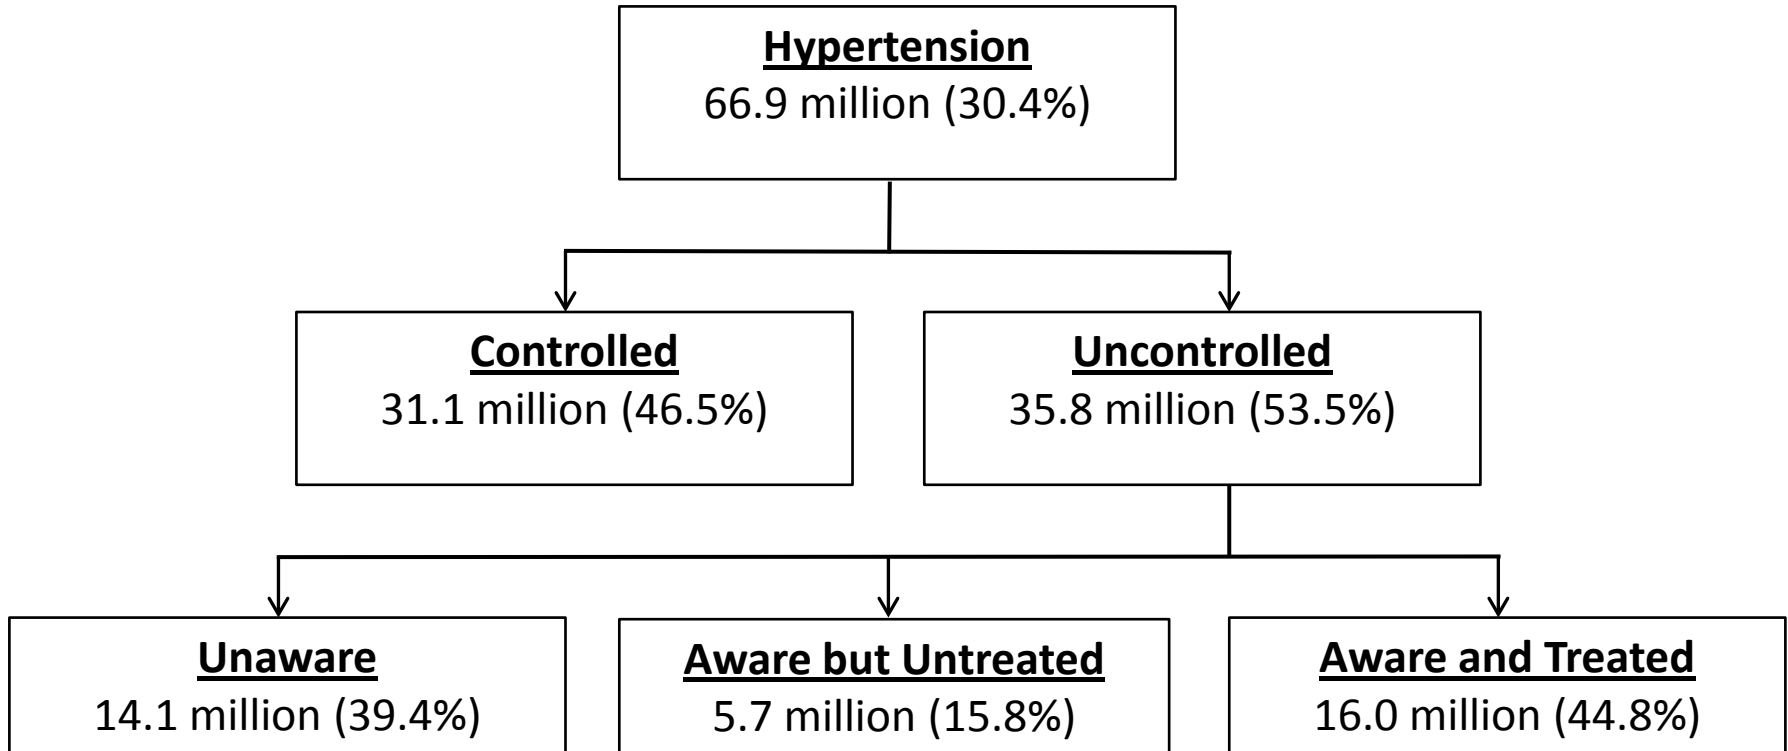 Hypertension
66.9 million (30.4%)
Controlled
31.1 million (46.5%)
Uncontrolled
35.8 million (53.5%)
Unaware
14.1 million (39.4%)
Aware but Untreated
5.7 million (15.8%)
Aware and Treated
16.0 million (44.8%)